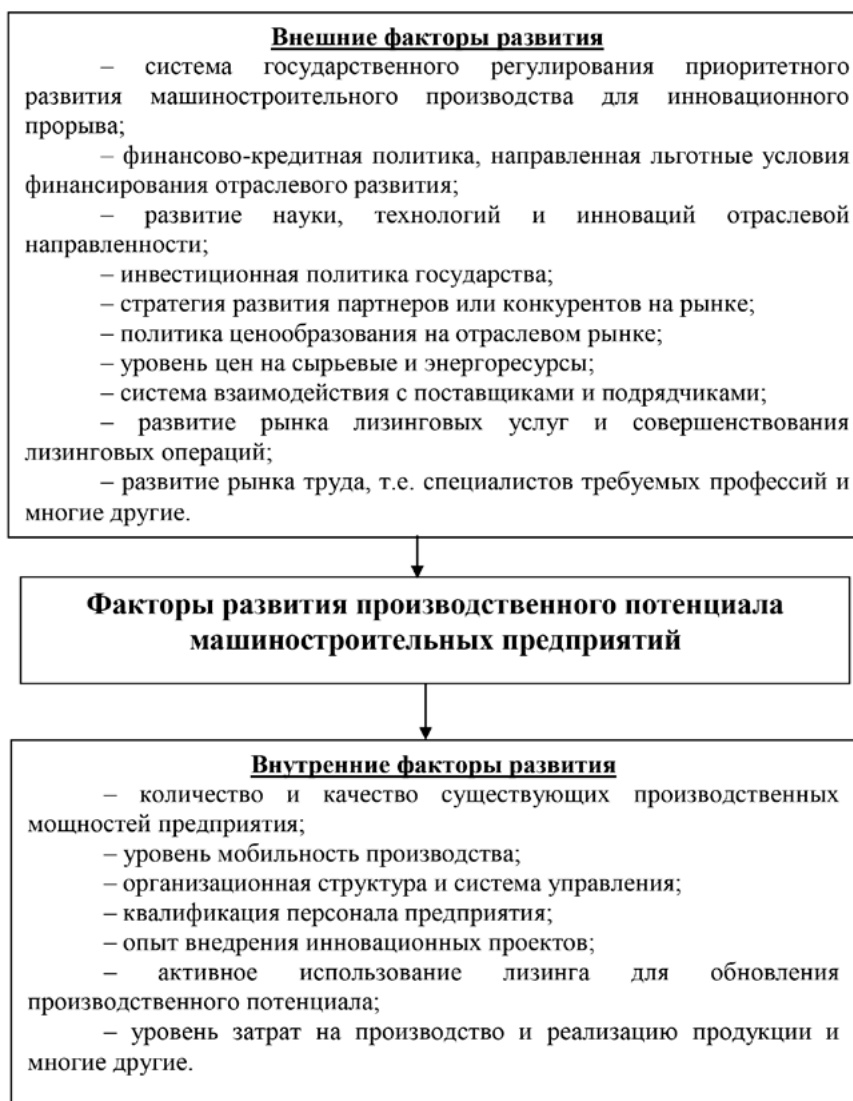 Внешние факторы развития
– система государственного регулирования приоритетного
развития машиностроительного производства для инновационного
прорыва;
– финансово-кредитная политика, направленная льготные условия
финансирования отраслевого развития;
– развитие науки, технологий и инноваций отраслевой
направленности;
– инвестиционная политика государства;
– стратегия развития партнеров или конкурентов на рынке;
– политика ценообразования на отраслевом рынке;
– уровень цен на сырьевые и энергоресурсы;
– система взаимодействия с поставщиками и подрядчиками;
– развитие рынка лизинговых услуг и совершенствования
лизинговых операций;
– развитие рынка труда, т.е. специалистов требуемых профессий и
многие другие.
Факторы развития производственного потенциала
машиностроительных предприятий
Внутренние факторы развития
– количество и качество существующих производственных
мощностей предприятия;
– уровень мобильность производства;
– организационная структура и система управления;
– квалификация персонала предприятия;
– опыт внедрения инновационных проектов;
– активное использование лизинга для обновления
производственного потенциала;
– уровень затрат на производство и реализацию продукции и
многие другие.